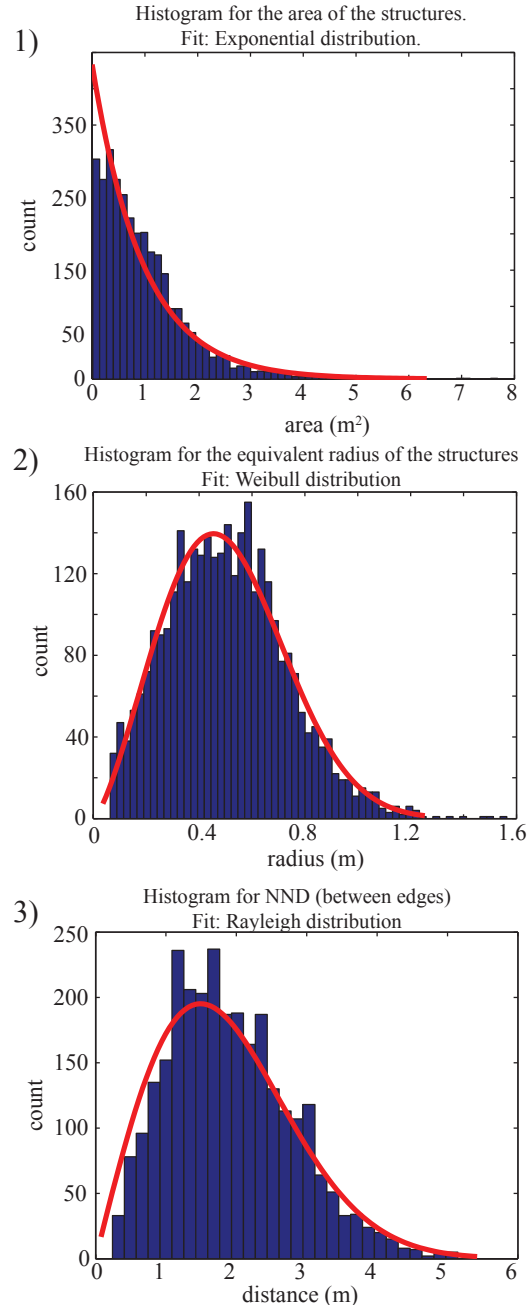 1)
Histogram for the area of the structures.
Fit: Exponential distribution.
350
250
150
50
0
count
0 1 2 3 4 5 6 7 8
area (m²)
2)
Histogram for the equivalent radius of the structures
Fit: Weibull distribution
160
120
80
40
0
count
0 0.4 0.8 1.2 1.6
radius (m)
3)
Histogram for NND (between edges)
Fit: Rayleigh distribution
250
200
150
100
50
0
count
0 1 2 3 4 5 6
distance (m)